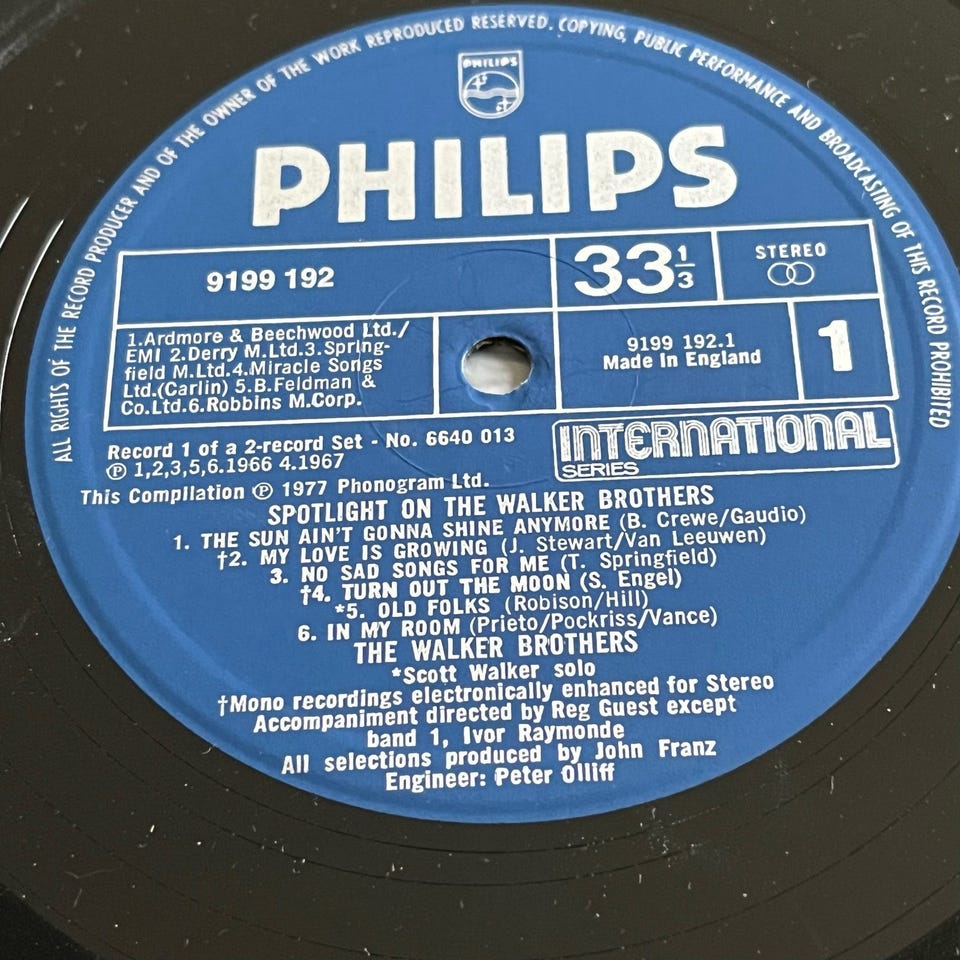 ALL RIGHTS OF THE RECORD PRODUCER AND OF THE OWNER OF THE WORK REPRODUCED RESERVED. COPYING, PUBLIC PERFORMANCE AND BROADCASTING OF THIS RECORD PROHIBITED
PHILIPS
PHILIPS
9199 192
33 1/3
STEREO
1.Ardmore & Beechwood Ltd./
EMI 2.Derry M.Ltd.3.Spring-
field M.Ltd.4.Miracle Songs
Ltd.(Carlin) 5.B.Feldman &
Co.Ltd.6.Robbins M.Corp.
9199 192.1
Made in England
1
Record 1 of a 2-record Set - No. 6640 013
Ⓟ 1,2,3,5,6.1966 4.1967
This Compilation Ⓟ 1977 Phonogram Ltd.
INTERNATIONAL
SERIES
SPOTLIGHT ON THE WALKER BROTHERS
1. THE SUN AIN'T GONNA SHINE ANYMORE (B. Crewe/Gaudio)
†2. MY LOVE IS GROWING (J. Stewart/Van Leeuwen)
3. NO SAD SONGS FOR ME (T. Springfield)
†4. TURN OUT THE MOON (S. Engel)
*5. OLD FOLKS (Robison/Hill)
6. IN MY ROOM (Prieto/Pockriss/Vance)
THE WALKER BROTHERS
*Scott Walker solo
†Mono recordings electronically enhanced for Stereo
Accompaniment directed by Reg Guest except
band 1, Ivor Raymonde
All selections produced by John Franz
Engineer: Peter Olliff